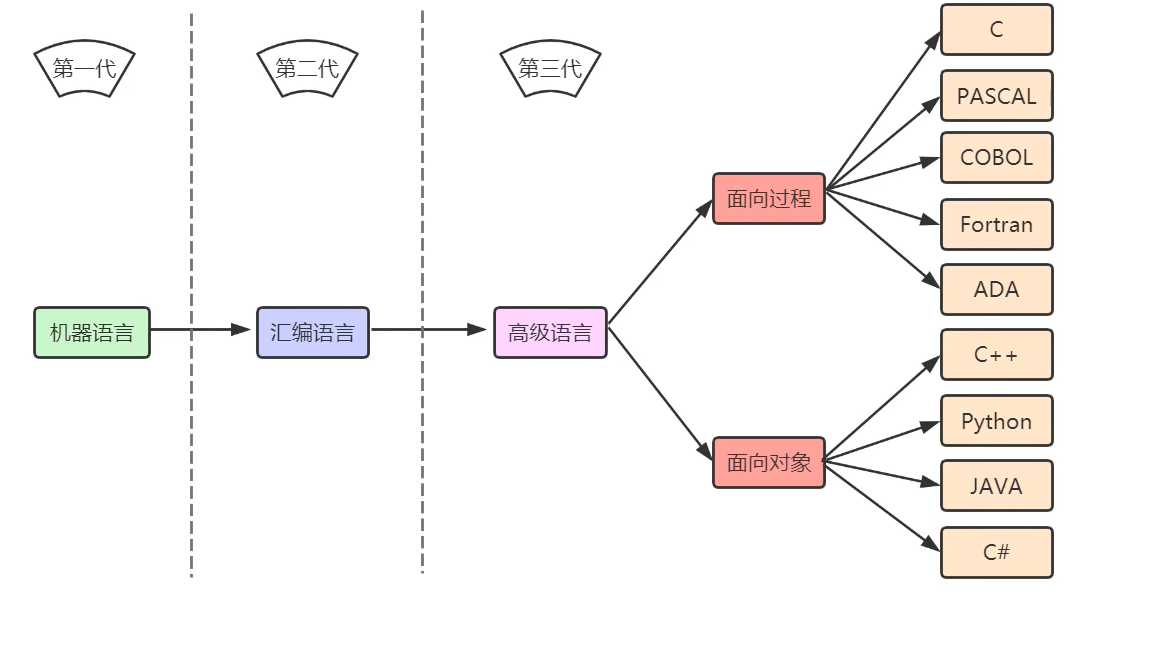 第一代
第二代
第三代
机器语言
汇编语言
高级语言
面向过程
C
PASCAL
COBOL
Fortran
ADA
面向对象
C++
Python
JAVA
C#